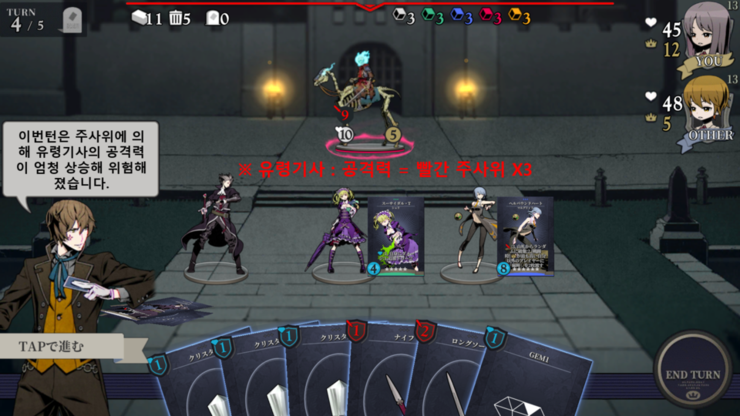 TURN
4 / 5
11 5 0
3 3 3 3 3
13
45
12
YOU
13
48
5
OTHER
9
10 5
이번턴은 주사위에 의
해 유령기사의 공격력
이 엄청 상승해 위험해
졌습니다.
※ 유령기사 : 공격력 = 빨간 주사위 X3
4
8
TAPで進む
1 クリスタ
1 クリスタ
1 クリスタ
1 ナイフ
2 ロングソー
1 GEM1
END TURN